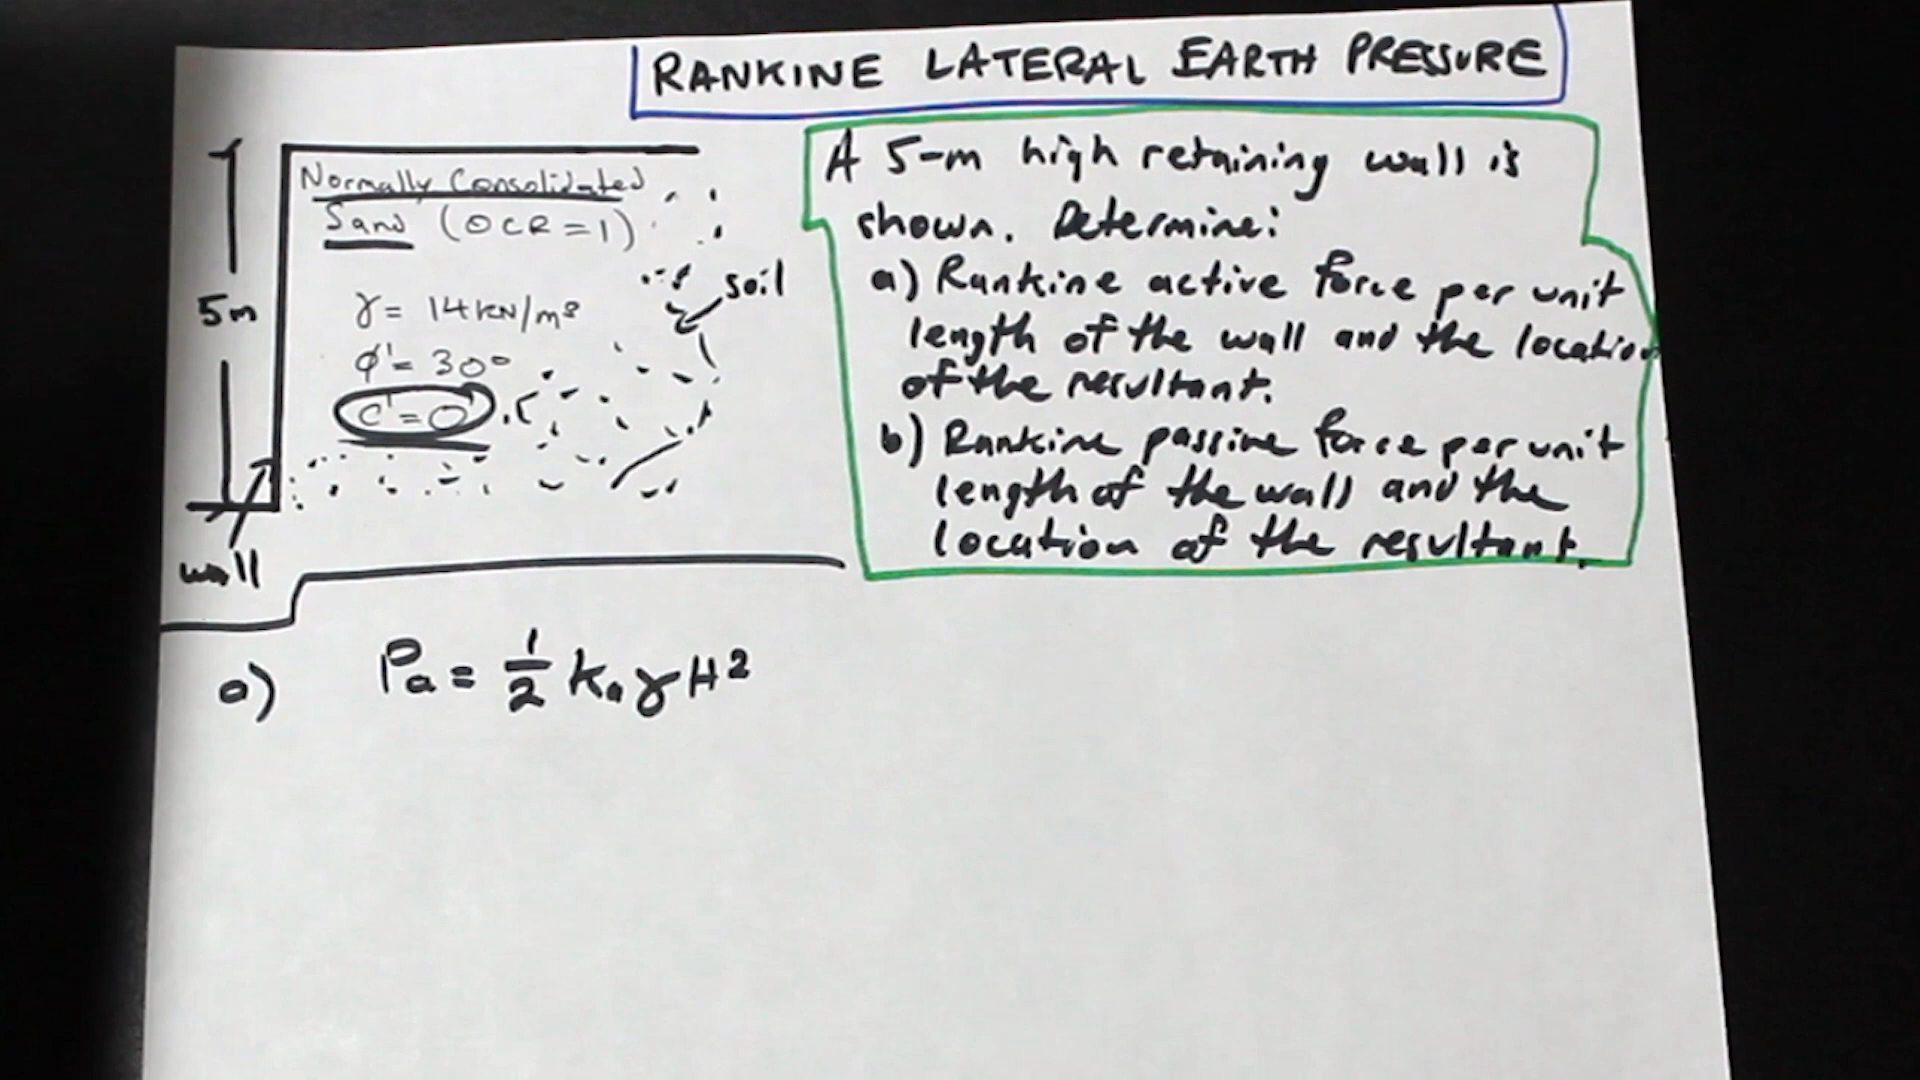 RANKINE LATERAL EARTH PRESSURE
Normally Consolidated
Sand (OCR = 1)
5m
γ = 14 kN/m³
ϕ' = 30°
c' = 0
soil
wall
A 5-m high retaining wall is
shown. Determine:
a) Rankine active force per unit
length of the wall and the location
of the resultant.
b) Rankine passive force per unit
length of the wall and the
location of the resultant.
a) Pa = 1/2 Ka γ H²